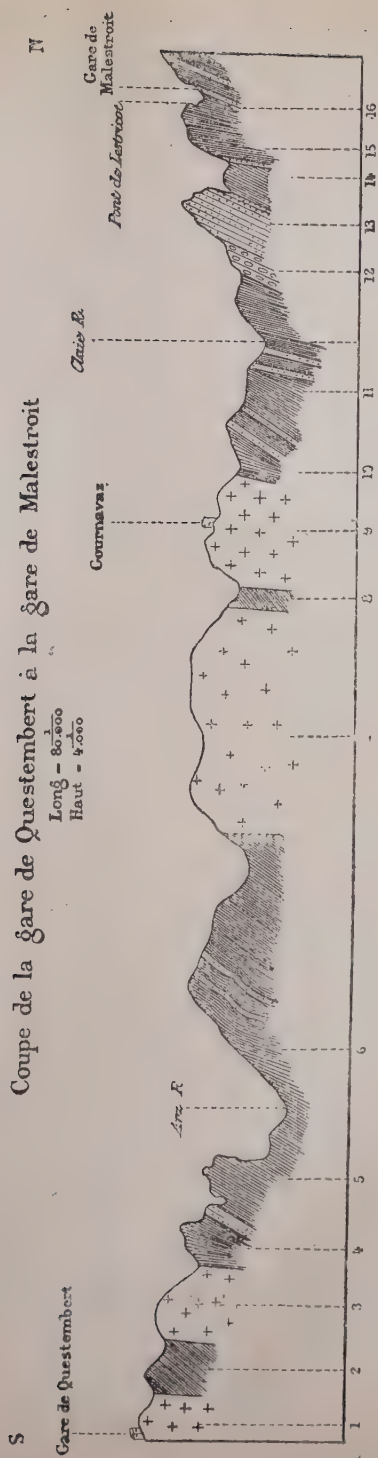 Coupe de la gare de Questembert à la gare de Malestroit
Long = 1/80.000
Haut = 1/4.000
S
N
Gare de Questembert
Arz R
Cournavaz
Claie R.
Pont de Lestricot
Gare de
Malestroit
1 2 3 4 5 6 8 9 10 11 12 13 14 15 16